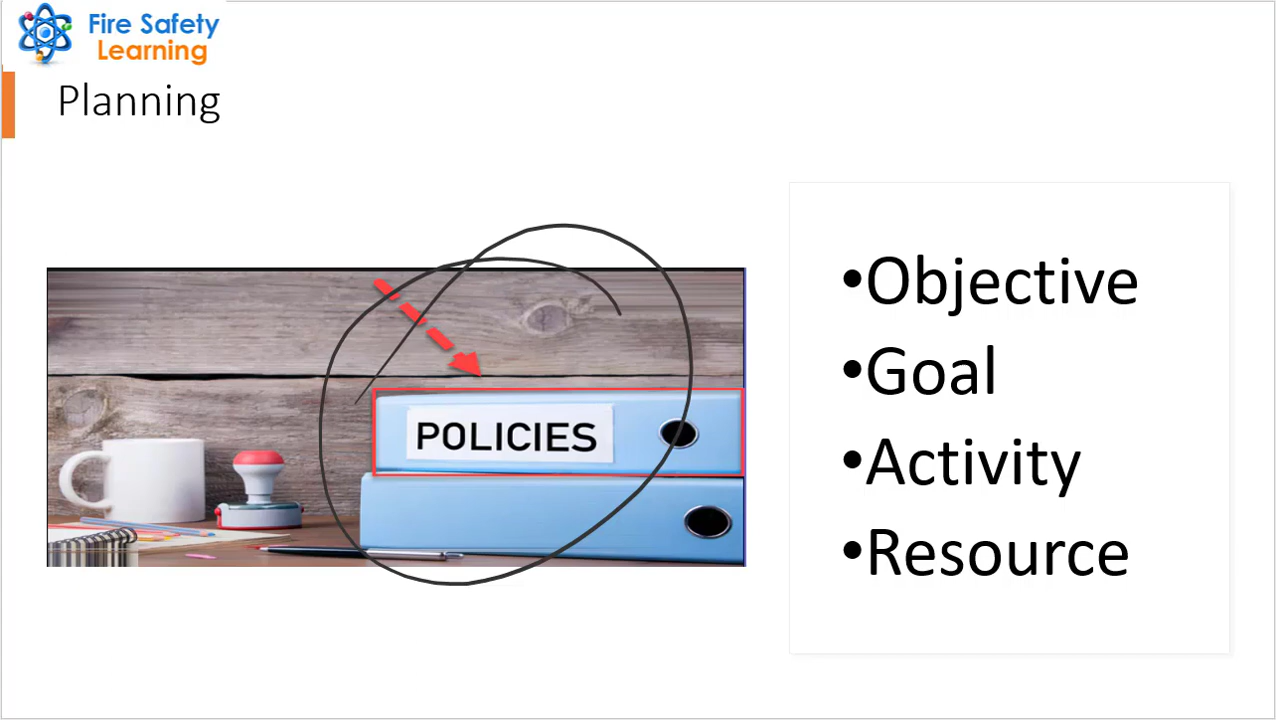 Fire Safety
Learning
Planning
POLICIES
•Objective
•Goal
•Activity
•Resource